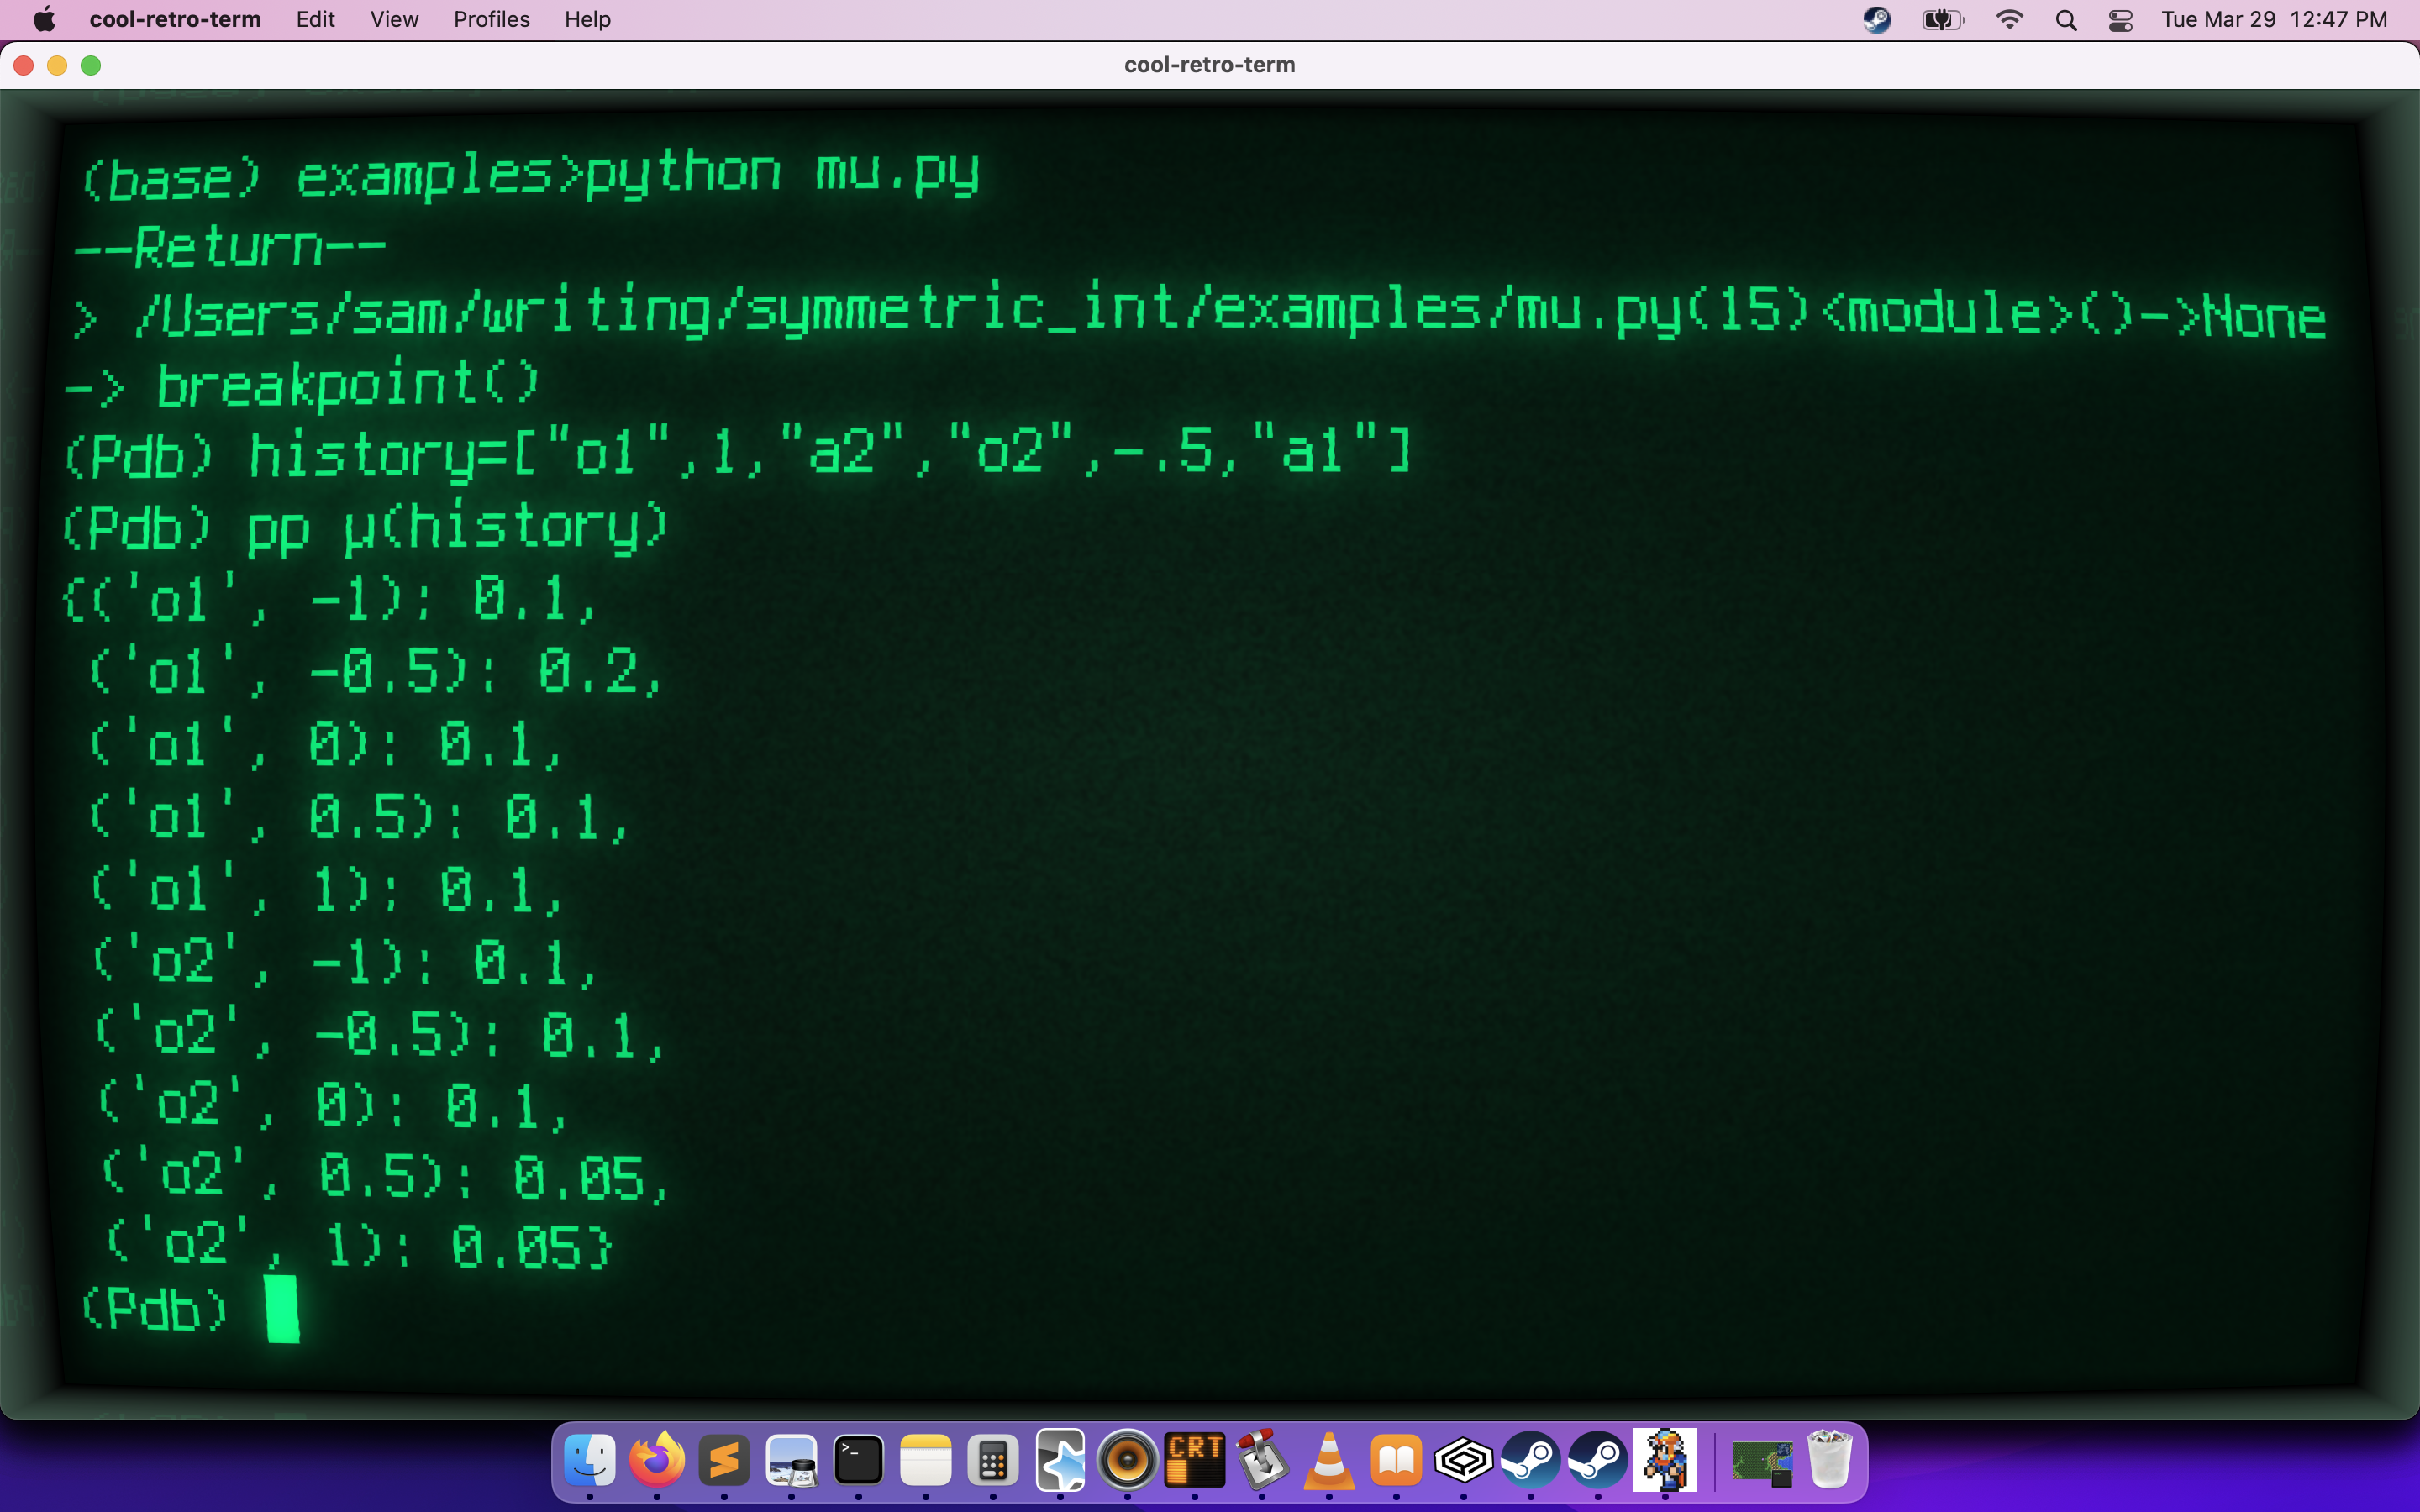 cool-retro-term Edit View Profiles Help Tue Mar 29 12:47 PM
cool-retro-term
(base) examples>python mu.py
--Return--
> /Users/sam/writing/symmetric_int/examples/mu.py(15)<module>()->None
-> breakpoint()
(Pdb) history=["o1",1,"a2","o2",-.5,"a1"]
(Pdb) pp μ(history)
{('o1', -1): 0.1,
 ('o1', -0.5): 0.2,
 ('o1', 0): 0.1,
 ('o1', 0.5): 0.1,
 ('o1', 1): 0.1,
 ('o2', -1): 0.1,
 ('o2', -0.5): 0.1,
 ('o2', 0): 0.1,
 ('o2', 0.5): 0.05,
 ('o2', 1): 0.05}
(Pdb)
>_
CRT